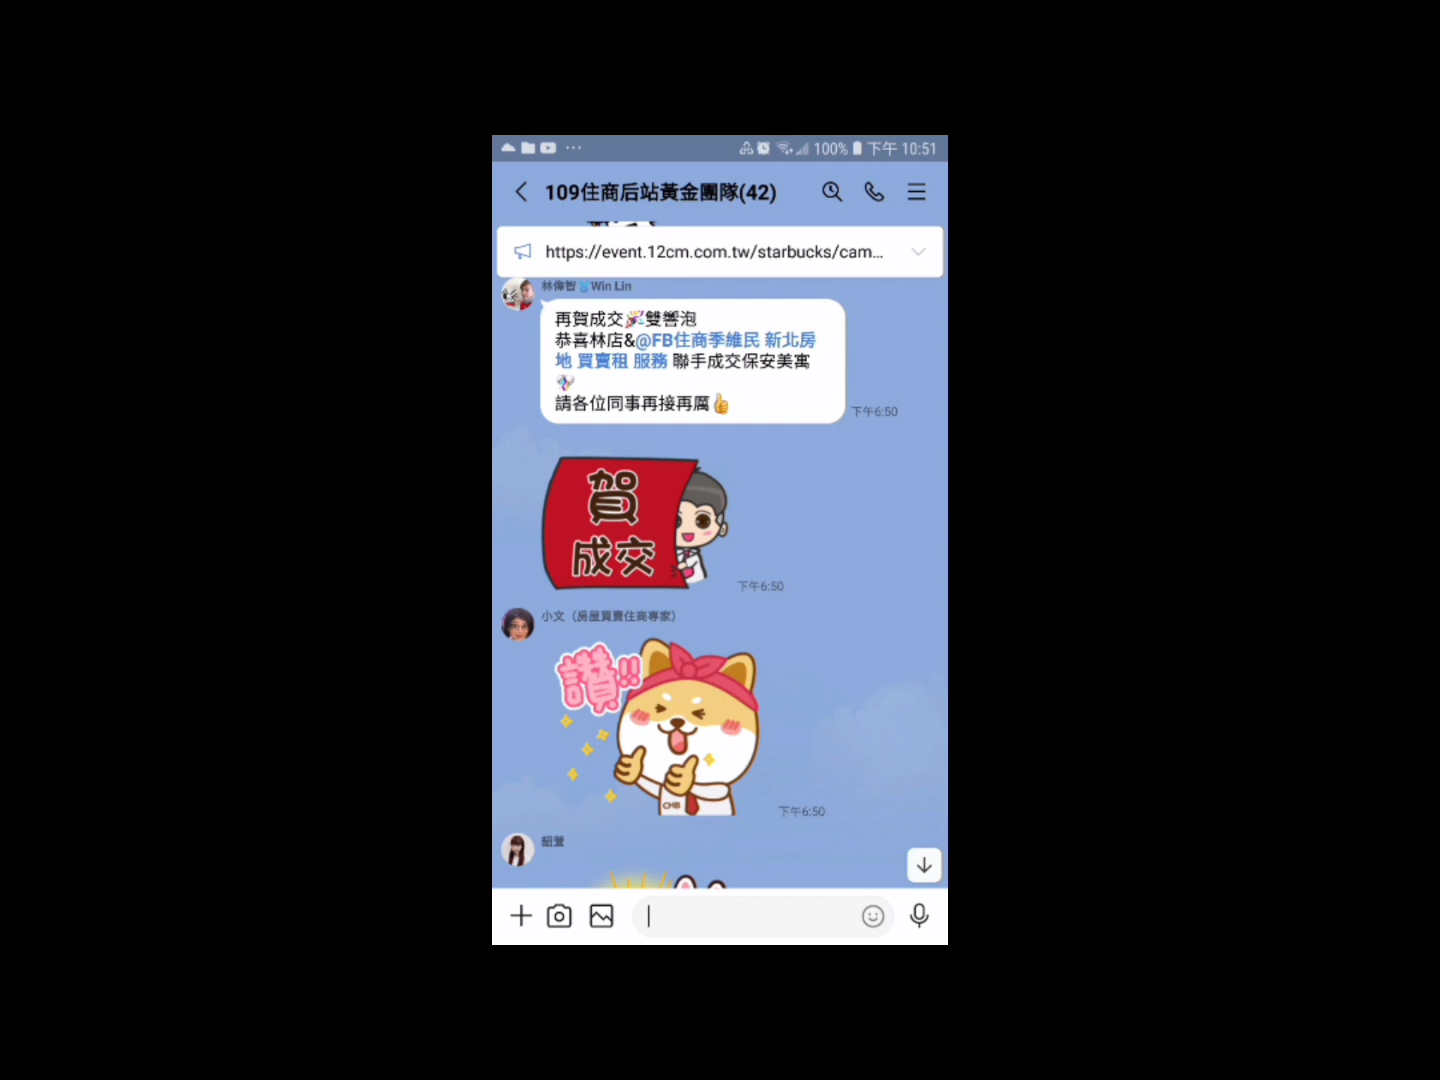 100% 下午 10:51
109住商后站黃金團隊(42)
https://event.12cm.com.tw/starbucks/cam...
林偉智 Win Lin
再賀成交🎉雙響泡
恭喜林店&@FB住商季維民 新北房
地 買賣租 服務 聯手成交保安美寓
請各位同事再接再厲👍
下午6:50
賀
成交
下午6:50
小文（房屋買賣住商專家）
讚!!
CHB
下午6:50
韶萱